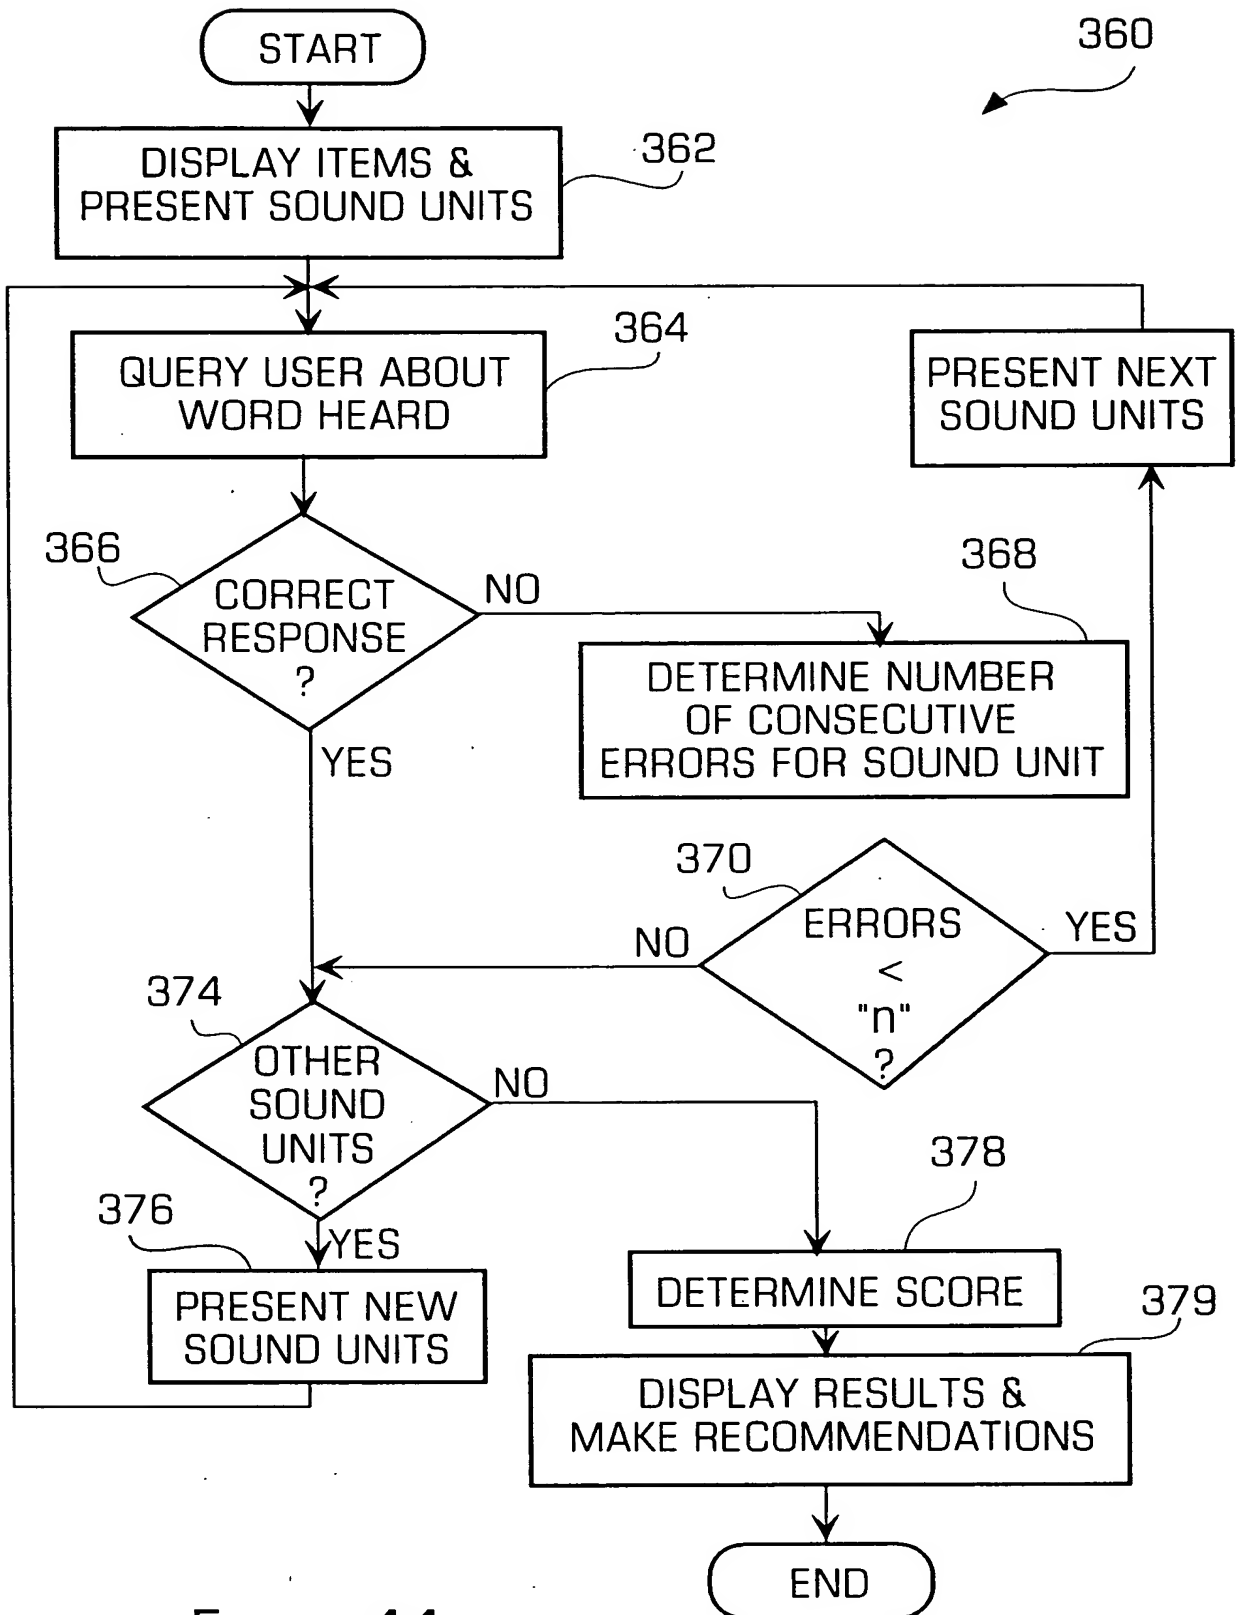 START
360
DISPLAY ITEMS &
PRESENT SOUND UNITS
362
QUERY USER ABOUT
WORD HEARD
364
PRESENT NEXT
SOUND UNITS
366
CORRECT
RESPONSE
?
NO
YES
368
DETERMINE NUMBER
OF CONSECUTIVE
ERRORS FOR SOUND UNIT
370
ERRORS
<
"n"
?
NO
YES
374
OTHER
SOUND
UNITS
?
NO
YES
376
PRESENT NEW
SOUND UNITS
378
DETERMINE SCORE
379
DISPLAY RESULTS &
MAKE RECOMMENDATIONS
END